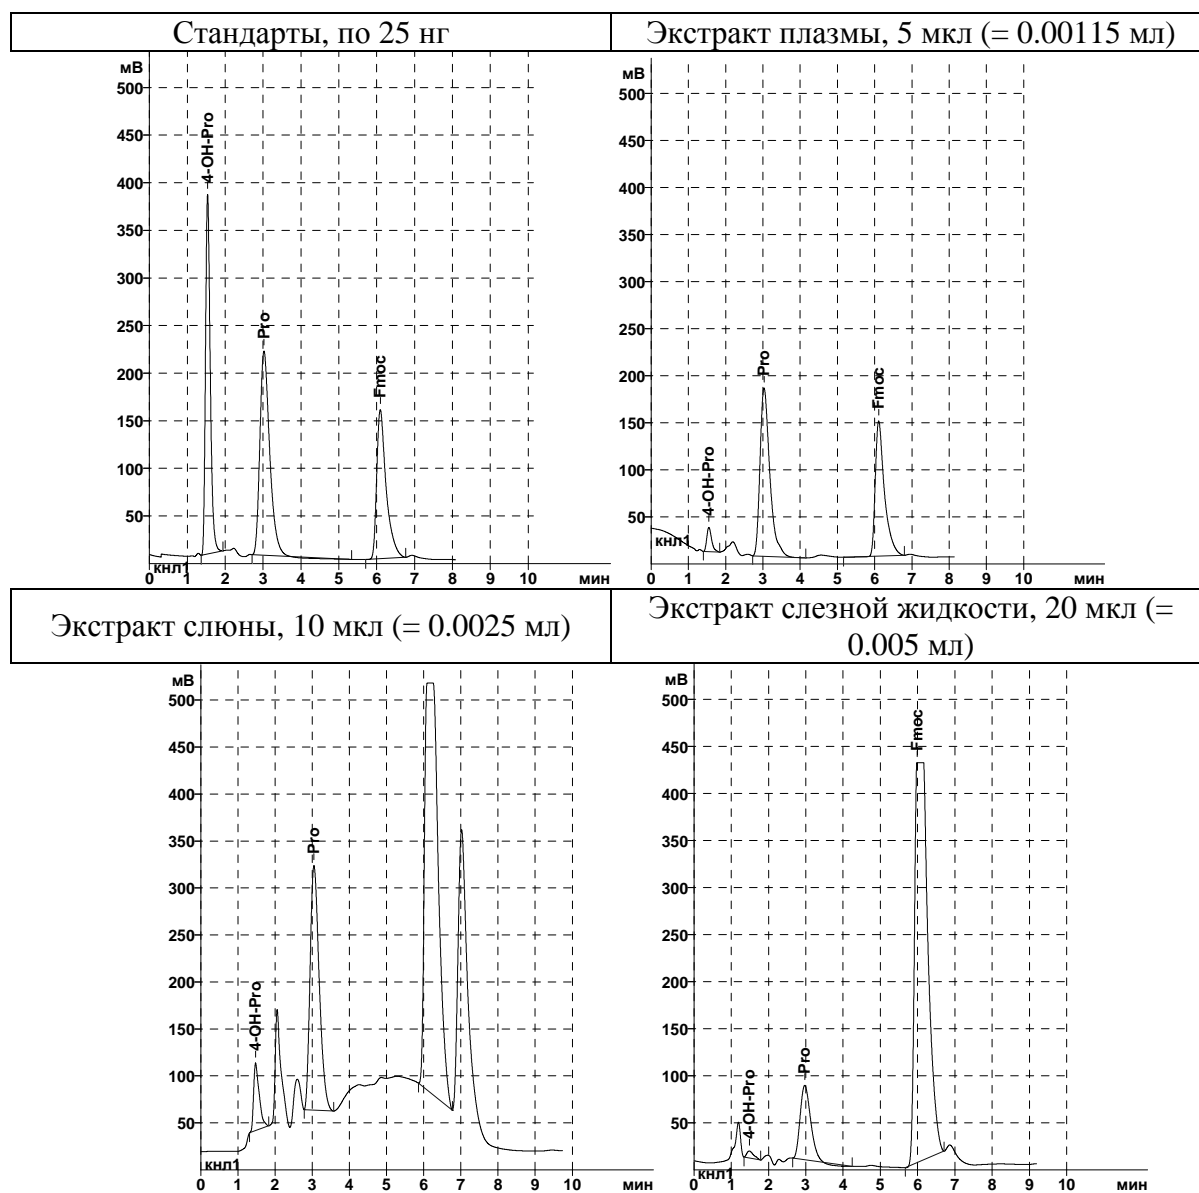 Стандарты, по 25 нг
Экстракт плазмы, 5 мкл (= 0.00115 мл)
мВ
500
450
400
350
300
250
200
150
100
50
4-OH-Pro
Pro
Fmoc
кнл1
0 1 2 3 4 5 6 7 8 9 10 мин
мВ
500
450
400
350
300
250
200
150
100
50
4-OH-Pro
Pro
Fmoc
кнл1
0 1 2 3 4 5 6 7 8 9 10 мин
Экстракт слюны, 10 мкл (= 0.0025 мл)
Экстракт слезной жидкости, 20 мкл (=
0.005 мл)
мВ
500
450
400
350
300
250
200
150
100
50
4-OH-Pro
Pro
кнл1
0 1 2 3 4 5 6 7 8 9 10 мин
мВ
500
450
400
350
300
250
200
150
100
50
4-OH-Pro
Pro
Fmoc
кнл1
0 1 2 3 4 5 6 7 8 9 10 мин